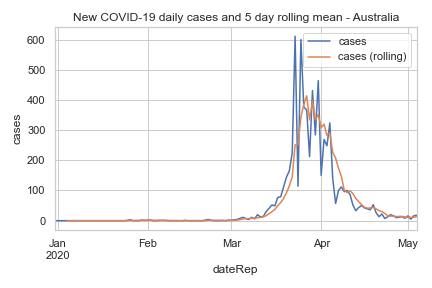 New COVID-19 daily cases and 5 day rolling mean - Australia
cases
cases (rolling)
600
500
400
300
200
100
0
cases
Jan
2020
Feb
Mar
Apr
May
dateRep